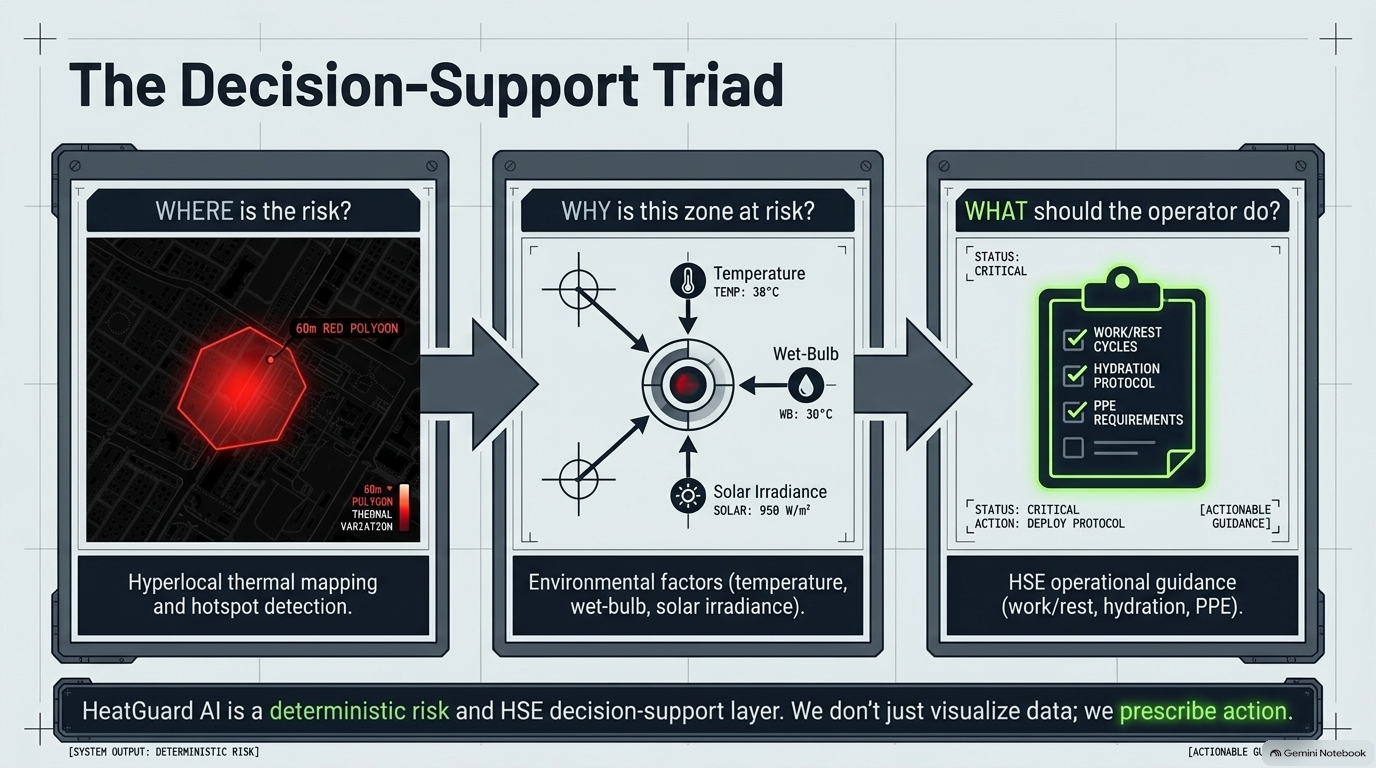 The Decision-Support Triad
WHERE is the risk?
60m RED POLYOON
60m
POLYGON
THERNAL
VARIATION
Hyperlocal thermal mapping
and hotspot detection.
WHY is this zone at risk?
Temperature
TEMP: 38°C
Wet-Bulb
WB: 30°C
Solar Irradiance
SOLAR: 950 W/m²
Environmental factors (temperature,
wet-bulb, solar irradiance).
WHAT should the operator do?
STATUS:
CRITICAL
WORK/REST
CYCLES
HYDRATION
PROTOCOL
PPE
REQUIREMENTS
STATUS: CRITICAL
ACTION: DEPLOY PROTOCOL
[ACTIONABLE
GUIDANCE]
HSE operational guidance
(work/rest, hydration, PPE).
HeatGuard AI is a deterministic risk and HSE decision-support layer. We don't just visualize data; we prescribe action.
[SYSTEM OUTPUT: DETERMINISTIC RISK]
[ACTIONABLE
Gemini Notebook